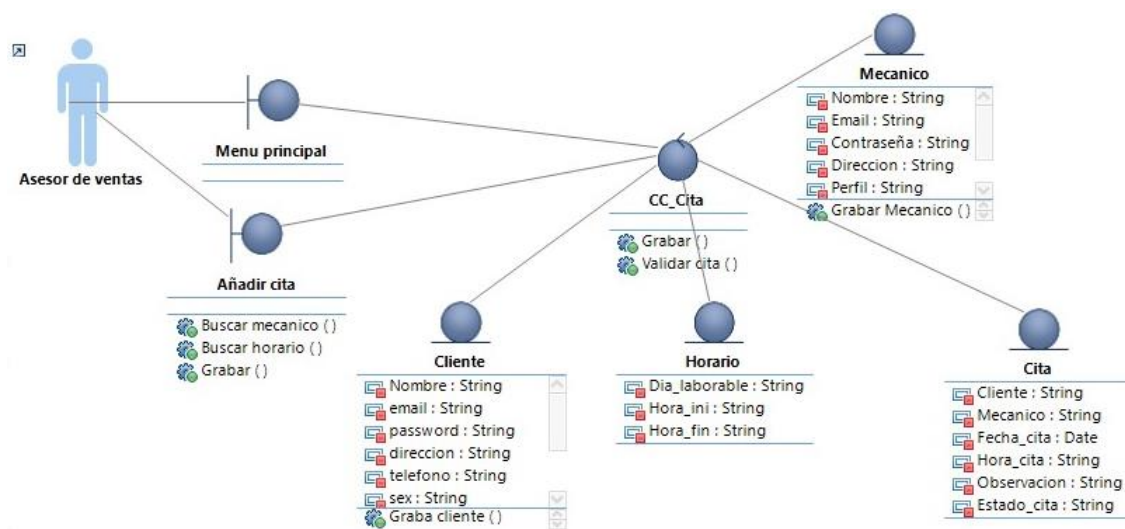 Asesor de ventas
Menu principal
Añadir cita
Buscar mecanico ( )
Buscar horario ( )
Grabar ( )
CC_Cita
Grabar ( )
Validar cita ( )
Mecanico
Nombre : String
Email : String
Contraseña : String
Direccion : String
Perfil : String
Grabar Mecanico ( )
Cliente
Nombre : String
email : String
password : String
direccion : String
telefono : String
sex : String
Graba cliente ( )
Horario
Dia_laborable : String
Hora_ini : String
Hora_fin : String
Cita
Cliente : String
Mecanico : String
Fecha_cita : Date
Hora_cita : String
Observacion : String
Estado_cita : String